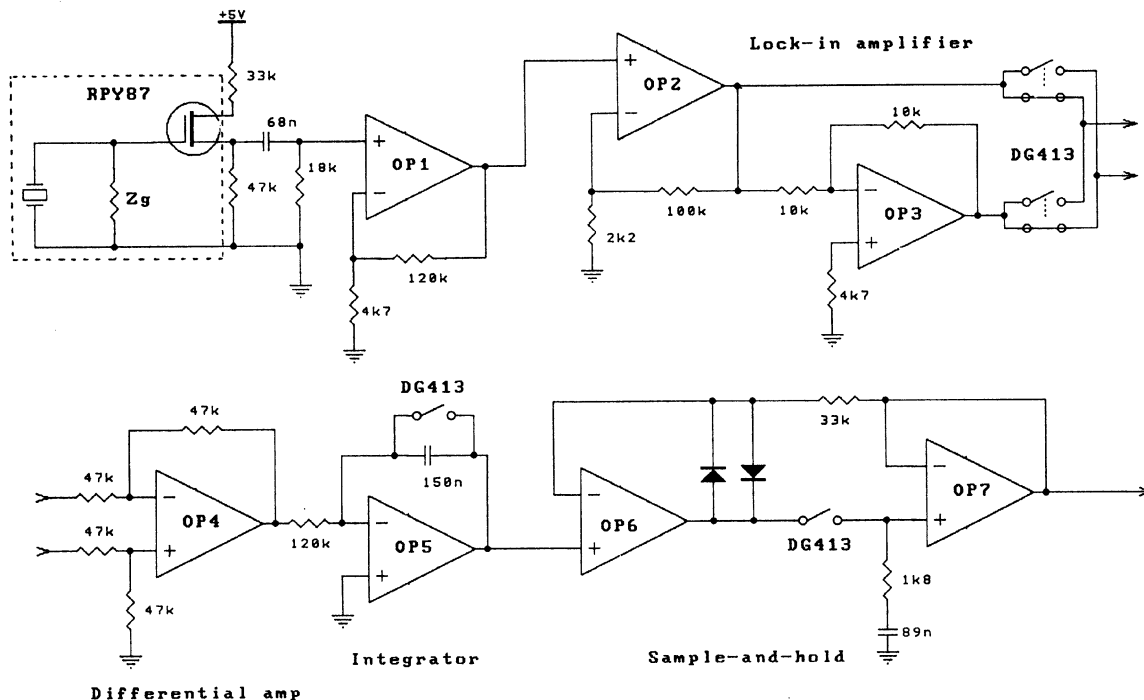 +5V
Lock-in amplifier
33k
RPY87
68n
+
OP2
−
10k
DG413
+
OP1
−
18k
47k
Zg
100k
10k
−
OP3
+
2k2
120k
4k7
4k7
DG413
47k
33k
150n
47k
−
OP4
+
47k
−
OP6
+
−
OP7
+
120k
−
OP5
+
DG413
1k8
47k
89n
Integrator
Sample-and-hold
Differential amp